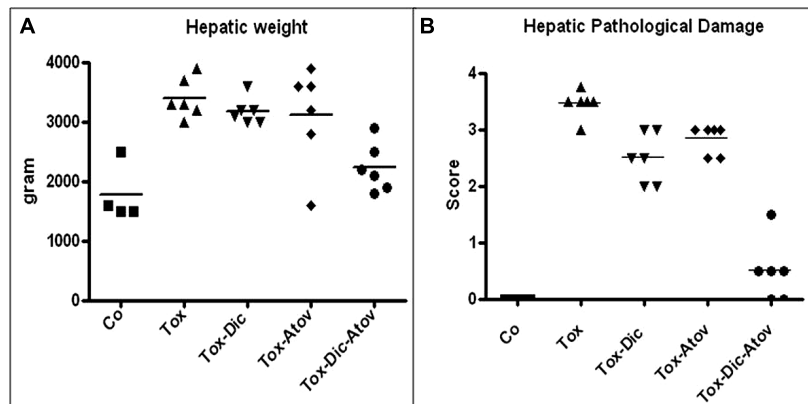 A
Hepatic weight
4000
3000
2000
1000
0
gram
Co
Tox
Tox-Dic
Tox-Atov
Tox-Dic-Atov
B
Hepatic Pathological Damage
4
3
2
1
0
Score
Co
Tox
Tox-Dic
Tox-Atov
Tox-Dic-Atov